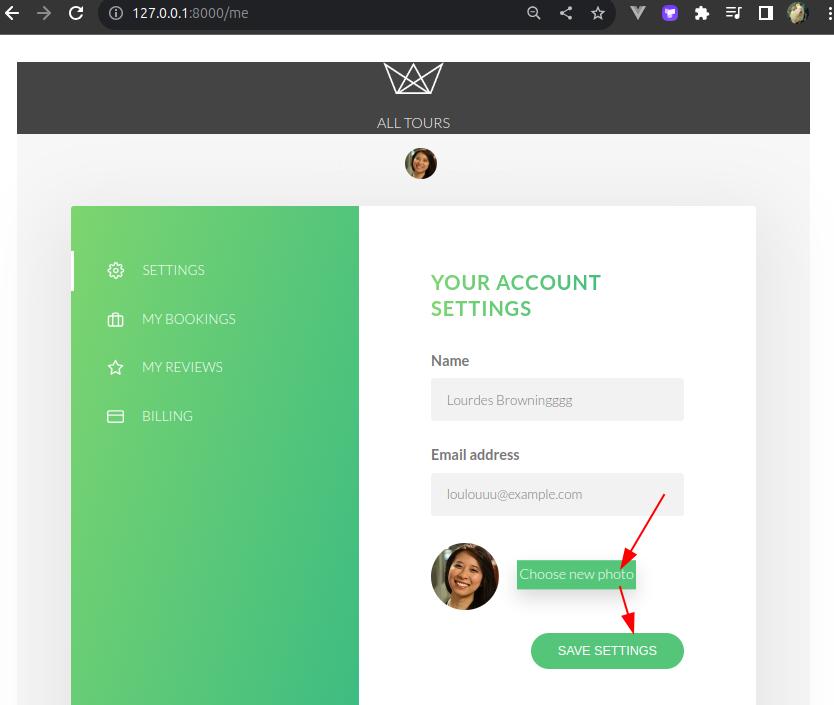 127.0.0.1:8000/me
ALL TOURS
SETTINGS
MY BOOKINGS
MY REVIEWS
BILLING
YOUR ACCOUNT
SETTINGS
Name
Lourdes Browningggg
Email address
loulouuu@example.com
Choose new photo
SAVE SETTINGS